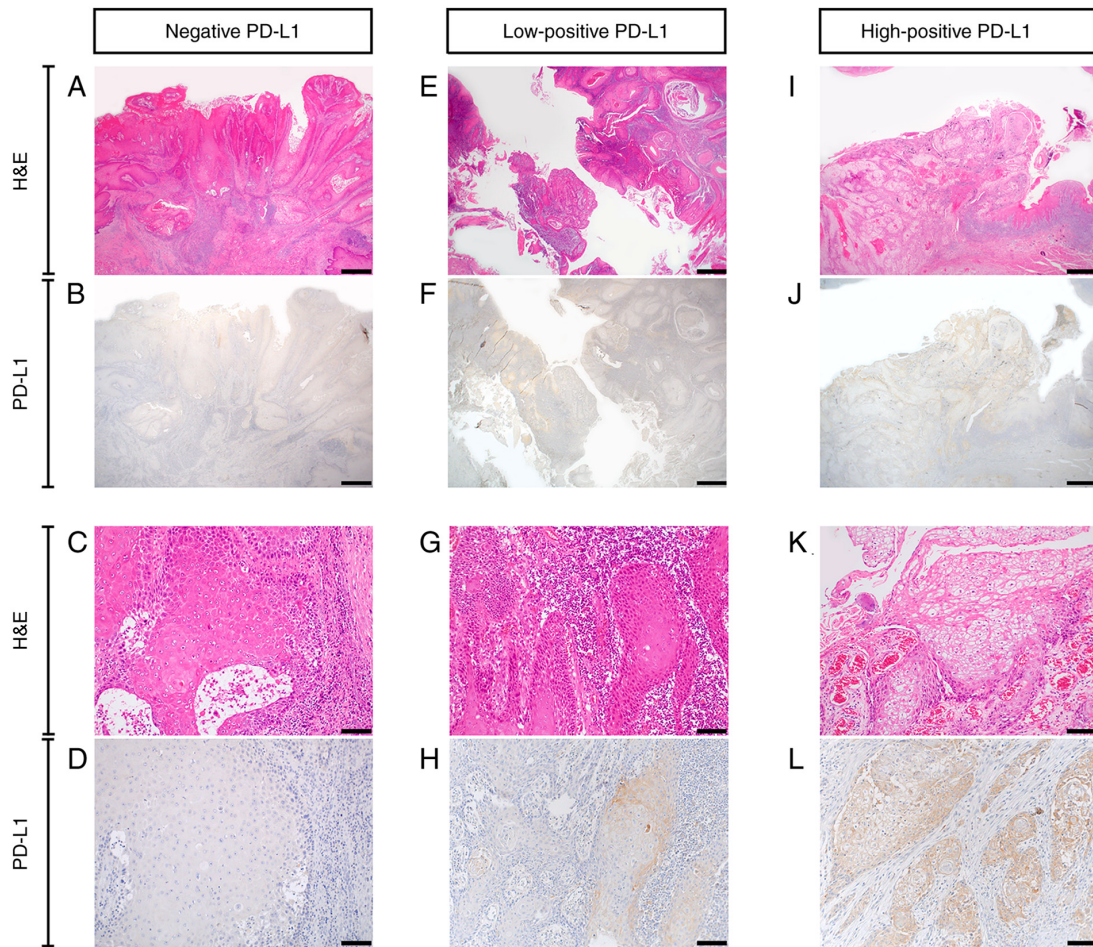 Negative PD-L1
Low-positive PD-L1
High-positive PD-L1
H&E
A
E
I
PD-L1
B
F
J
H&E
C
G
K
PD-L1
D
H
L